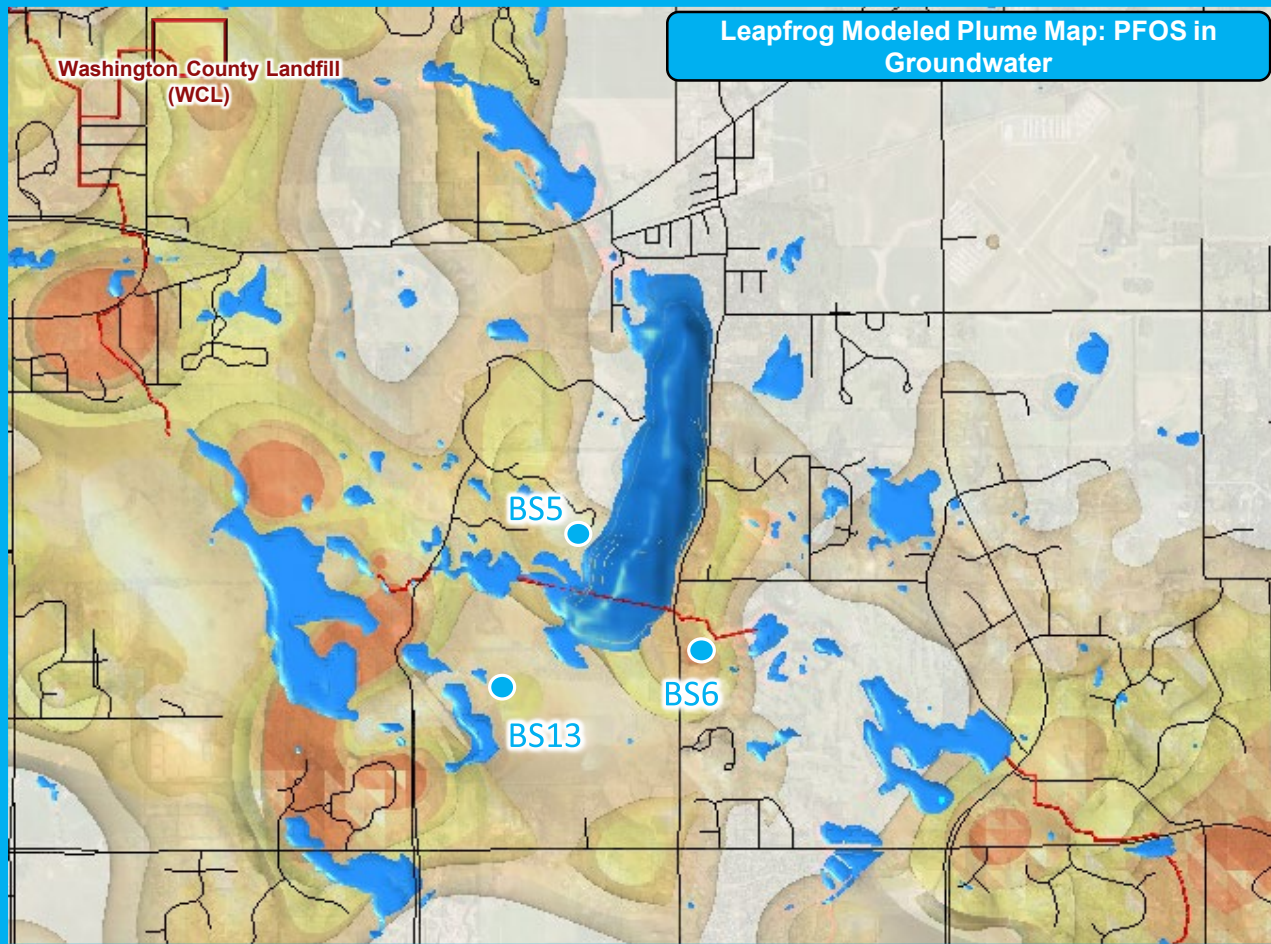 Leapfrog Modeled Plume Map: PFOS in
Groundwater
Washington County Landfill
(WCL)
BS5
BS6
BS13